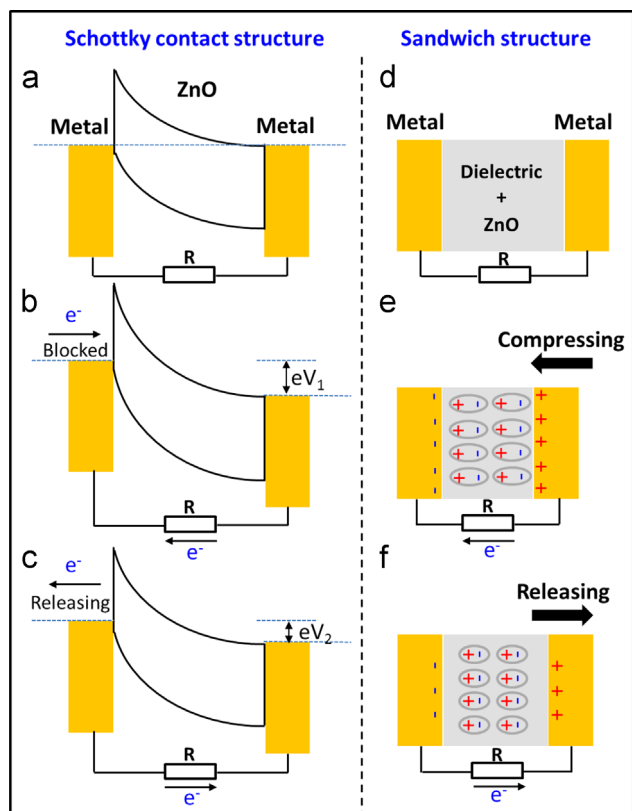 Schottky contact structure
Sandwich structure
a
ZnO
Metal
Metal
R
b
e-
Blocked
eV1
R
e-
c
e-
Releasing
eV2
R
e-
d
Metal
Metal
Dielectric
+
ZnO
R
e
Compressing
+ - + - +
- + - + - +
- + - + - +
- + - + - +
- +
R
e-
f
Releasing
+ - + -
- + - + - +
- + - + - +
- + - + - +
R
e-